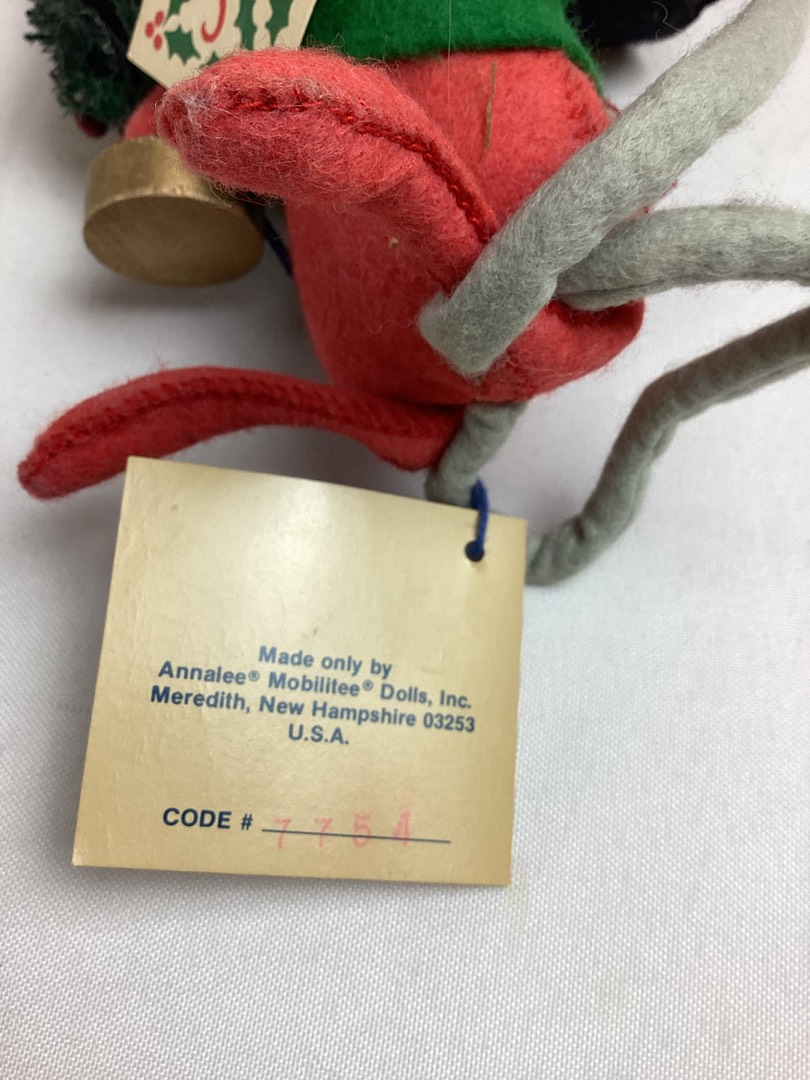 Made only by
Annalee® Mobilitee® Dolls, Inc.
Meredith, New Hampshire 03253
U.S.A.
CODE # 7754